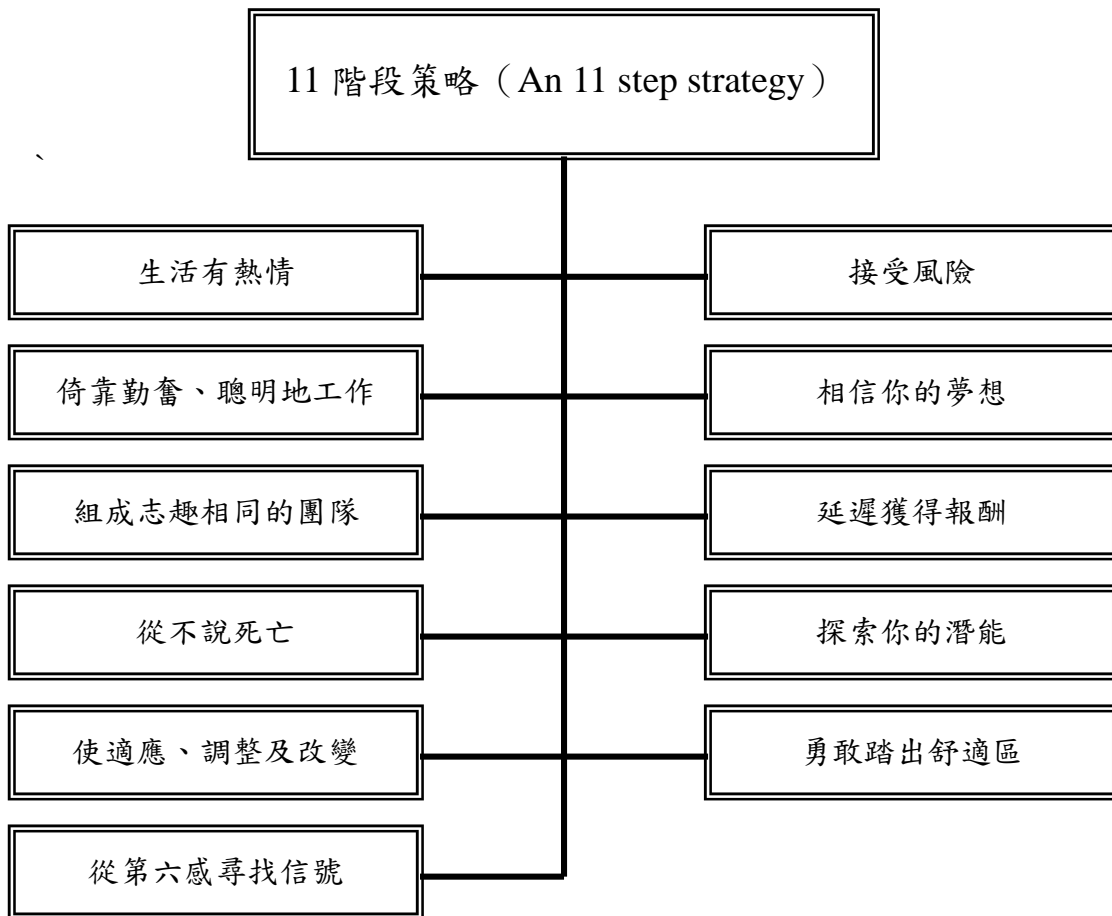 11 階段策略（An 11 step strategy）
、
生活有熱情
接受風險
倚靠勤奮、聰明地工作
相信你的夢想
組成志趣相同的團隊
延遲獲得報酬
從不說死亡
探索你的潛能
使適應、調整及改變
勇敢踏出舒適區
從第六感尋找信號